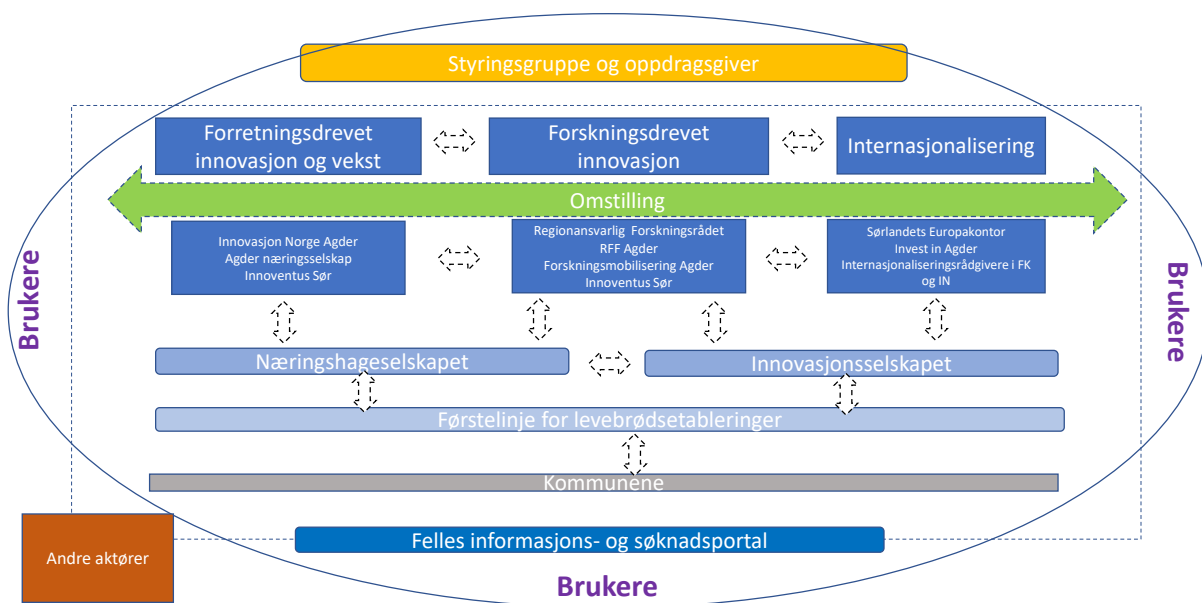 Styringsgruppe og oppdragsgiver
Forretningsdrevet
innovasjon og vekst
Forskningsdrevet
innovasjon
Internasjonalisering
Omstilling
Innovasjon Norge Agder
Agder næringsselskap
Innoventus Sør
Regionansvarlig Forskningsrådet
RFF Agder
Forskningsmobilisering Agder
Innoventus Sør
Sørlandets Europakontor
Invest in Agder
Internasjonaliseringsrådgivere i FK
og IN
Brukere
Brukere
Næringshageselskapet
Innovasjonsselskapet
Førstelinje for levebrødsetableringer
Kommunene
Andre aktører
Felles informasjons- og søknadsportal
Brukere